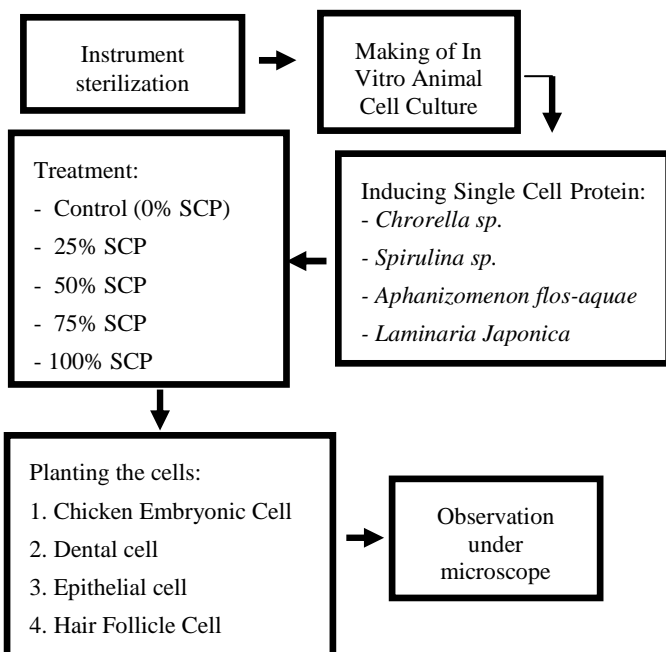 Instrument
sterilization
Making of In
Vitro Animal
Cell Culture
Inducing Single Cell Protein:
- Chrorella sp.
- Spirulina sp.
- Aphanizomenon flos-aquae
- Laminaria Japonica
Treatment:
- Control (0% SCP)
- 25% SCP
- 50% SCP
- 75% SCP
- 100% SCP
Planting the cells:
1. Chicken Embryonic Cell
2. Dental cell
3. Epithelial cell
4. Hair Follicle Cell
Observation
under
microscope